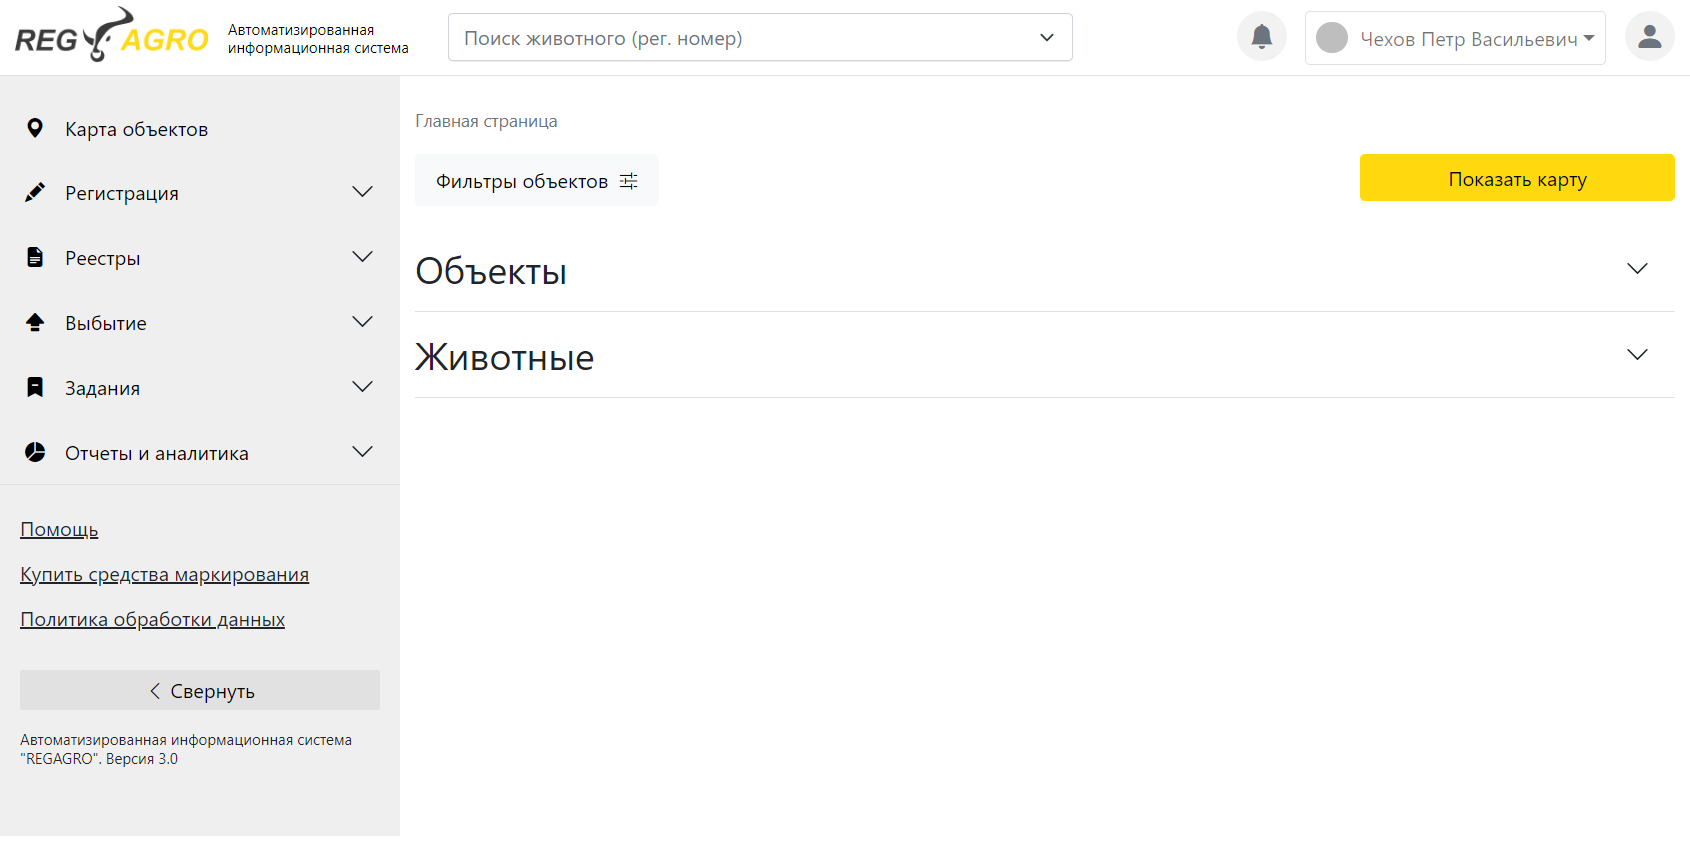 REG AGRO
Автоматизированная
информационная система
Поиск животного (рег. номер)
Чехов Петр Васильевич
Карта объектов
Регистрация
Реестры
Выбытие
Задания
Отчеты и аналитика
Помощь
Купить средства маркирования
Политика обработки данных
Свернуть
Автоматизированная информационная система
"REGAGRO". Версия 3.0
Главная страница
Фильтры объектов
Показать карту
Объекты
Животные